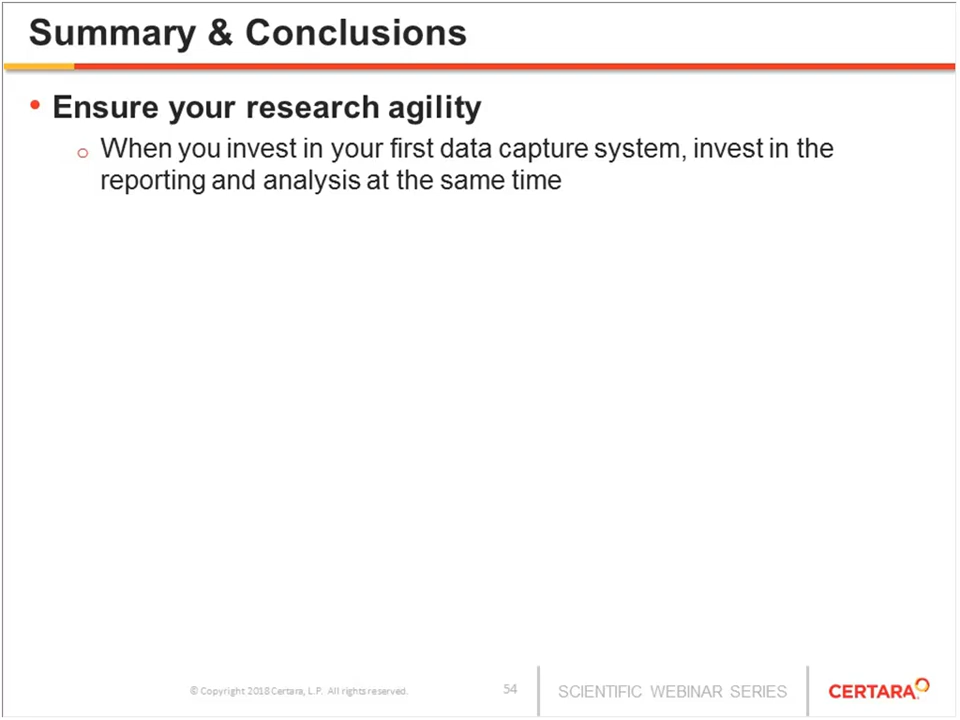 Summary & Conclusions
• Ensure your research agility
o When you invest in your first data capture system, invest in the
reporting and analysis at the same time
© Copyright 2018 Certara, L.P. All rights reserved.
54
SCIENTIFIC WEBINAR SERIES
CERTARA